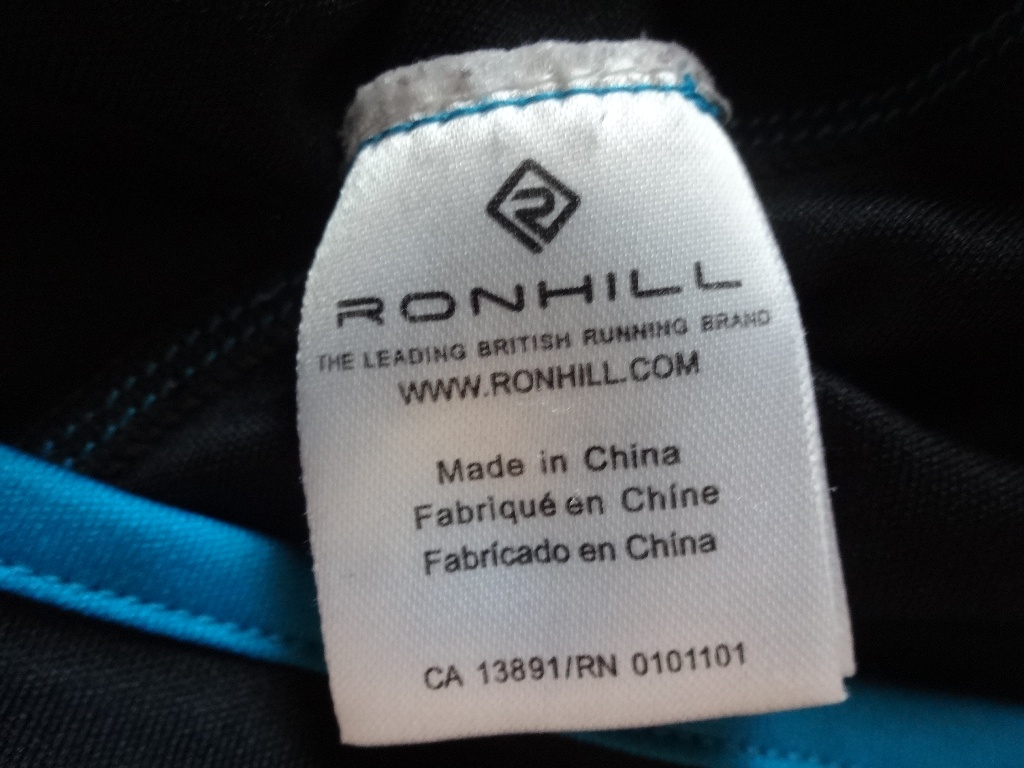 RONHILL
THE LEADING BRITISH RUNNING BRAND
WWW.RONHILL.COM
Made in China
Fabriqué en Chine
Fabricado en China
CA 13891/RN 0101101